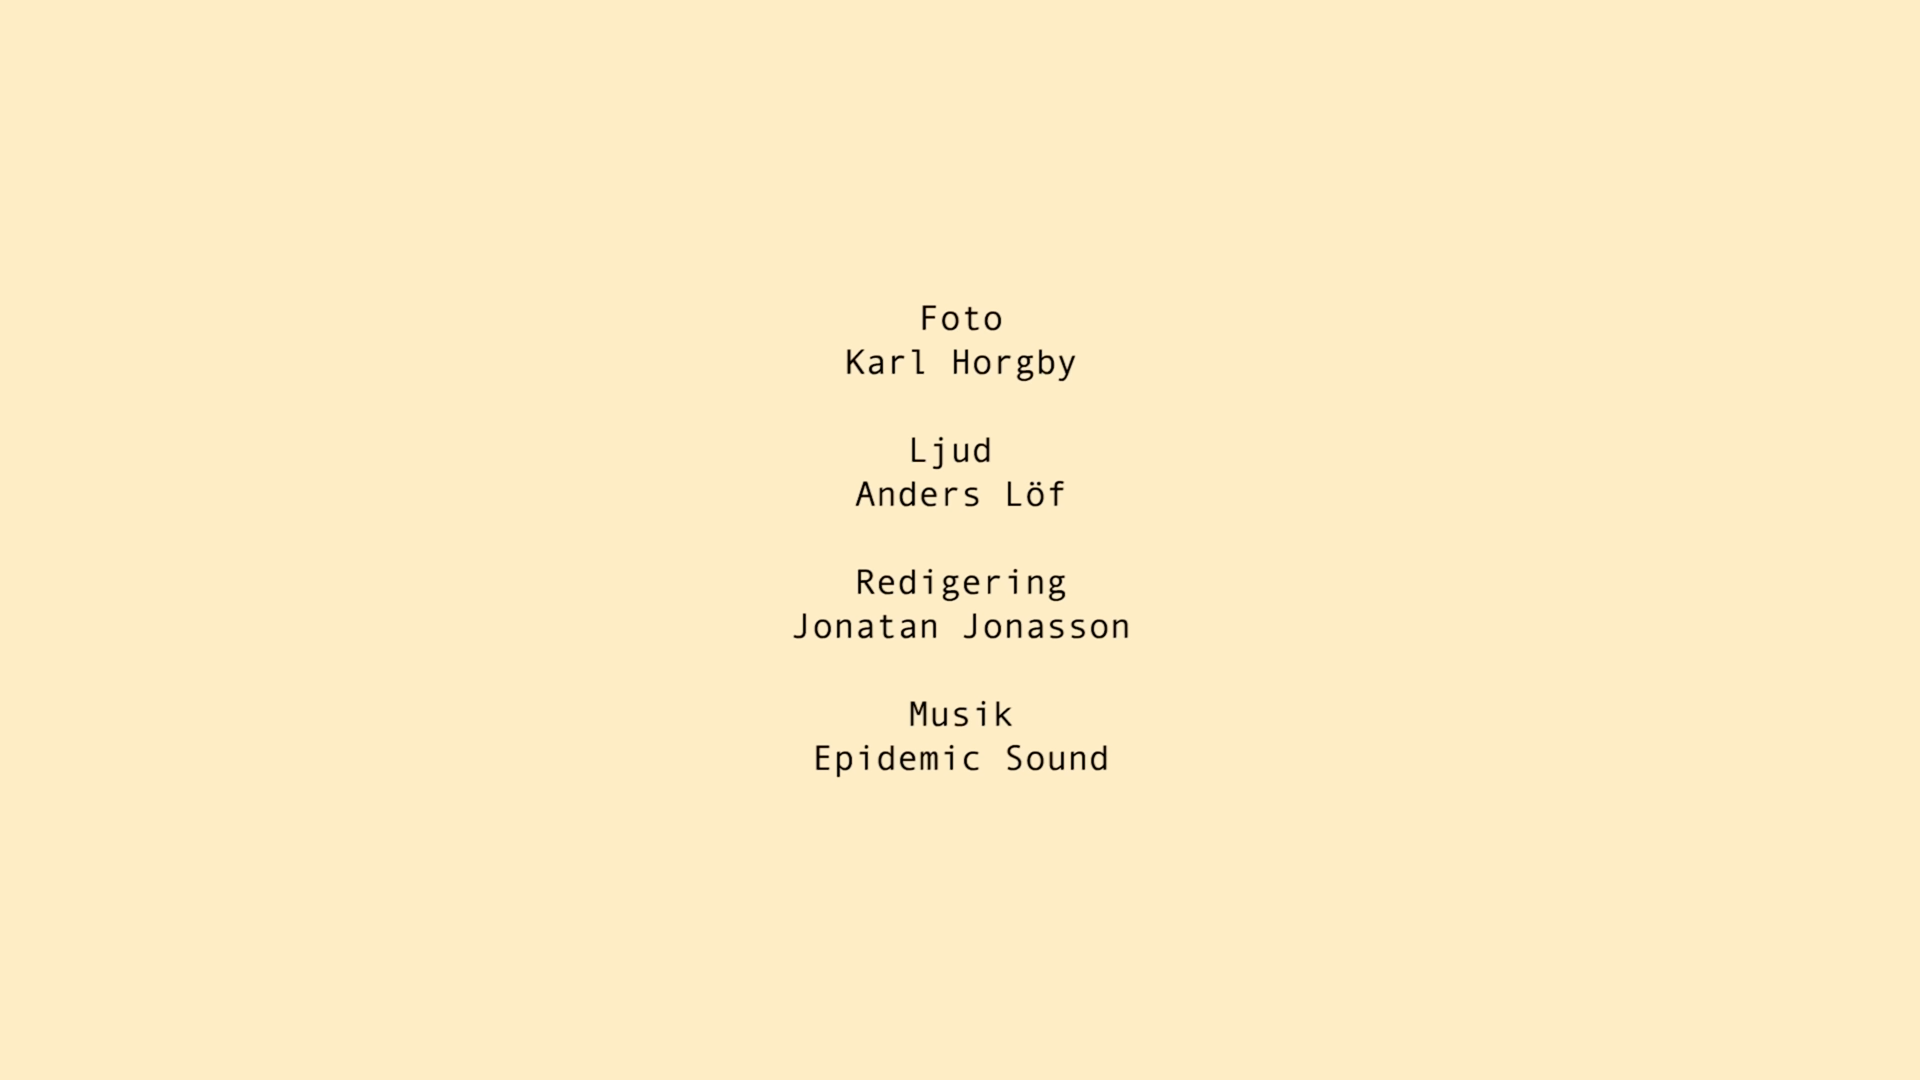 Foto
Karl Horgby
Ljud
Anders Löf
Redigering
Jonatan Jonasson
Musik
Epidemic Sound